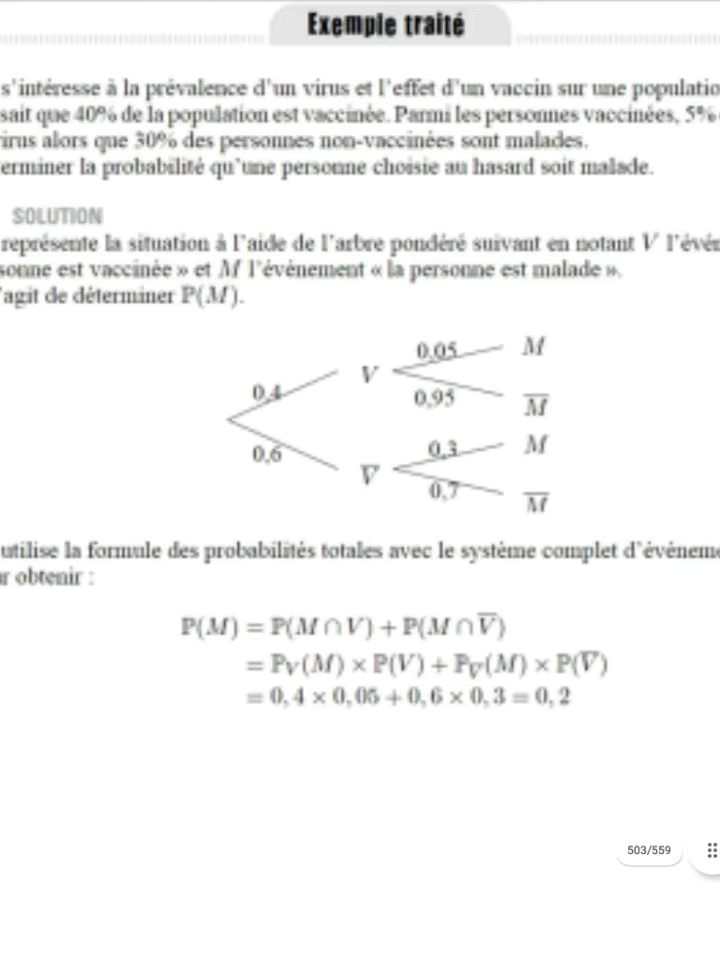 Exemple traité
s'intéresse à la prévalence d'un virus et l'effet d'un vaccin sur une populatio
sait que 40% de la population est vaccinée. Parmi les personnes vaccinées, 5%
irus alors que 30% des personnes non-vaccinées sont malades.
erminer la probabilité qu'une personne choisie au hasard soit malade.
SOLUTION
représente la situation à l'aide de l'arbre pondéré suivant en notant V l'évén
sonne est vaccinée » et M l'événement « la personne est malade ».
'agit de déterminer ℙ(M).
0,05 M
V
0,4
0,95 M̅
0,3 M
0,6
V̅
0,7 M̅
utilise la formule des probabilités totales avec le système complet d'événeme
r obtenir :
ℙ(M) = ℙ(M ∩ V) + ℙ(M ∩ V̅)
= ℙ_V(M) × ℙ(V) + ℙ_V̅(M) × ℙ(V̅)
= 0,4 × 0,05 + 0,6 × 0,3 = 0,2
503/559